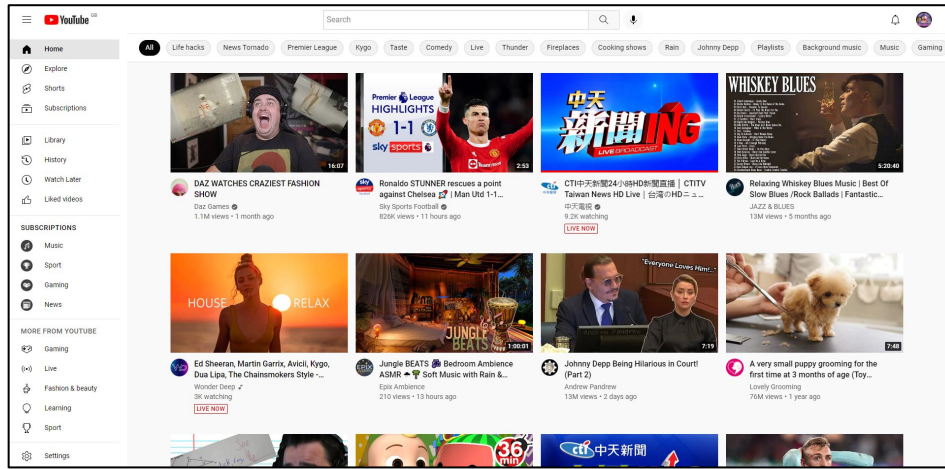 YouTube GB
Search
Home
Explore
Shorts
Subscriptions
Library
History
Watch Later
Liked videos
SUBSCRIPTIONS
Music
Sport
Gaming
News
MORE FROM YOUTUBE
Gaming
Live
Fashion & beauty
Learning
Sport
Settings
All
Life hacks
News Tornado
Premier League
Kygo
Taste
Comedy
Live
Thunder
Fireplaces
Cooking shows
Rain
Johnny Depp
Playlists
Background music
Music
Gaming
16:07
DAZ WATCHES CRAZIEST FASHION
SHOW
Daz Games
1.1M views • 1 month ago
Premier League
HIGHLIGHTS
1-1
sky sports
2:53
sky
Ronaldo STUNNER rescues a point
against Chelsea 🚀 | Man Utd 1-1...
Sky Sports Football
826K views • 11 hours ago
中天
新聞ING
LIVE BROADCAST
CTI中天新聞24小時HD新聞直播 │ CTITV
Taiwan News HD Live｜台湾のHDニュ...
中天電視
9.2K watching
LIVE NOW
WHISKEY BLUES
5:20:40
Relaxing Whiskey Blues Music | Best Of
Slow Blues /Rock Ballads | Fantastic...
JAZZ & BLUES
13M views • 5 months ago
HOUSE RELAX
Ed Sheeran, Martin Garrix, Avicii, Kygo,
Dua Lipa, The Chainsmokers Style -...
Wonder Deep ♪
3K watching
LIVE NOW
JUNGLE
BEATS
1:00:01
EPIX
Jungle BEATS 🪘 Bedroom Ambience
ASMR ☁️🌳 Soft Music with Rain &...
Epix Ambience
210 views • 13 hours ago
"Everyone Loves Him!.."
Andrew Pandrew
7:19
Johnny Depp Being Hilarious in Court!
(Part 2)
Andrew Pandrew
13M views • 2 days ago
7:48
A very small puppy grooming for the
first time at 3 months of age (Toy...
Lovely Grooming
76M views • 1 year ago
36
min
cti中天新聞